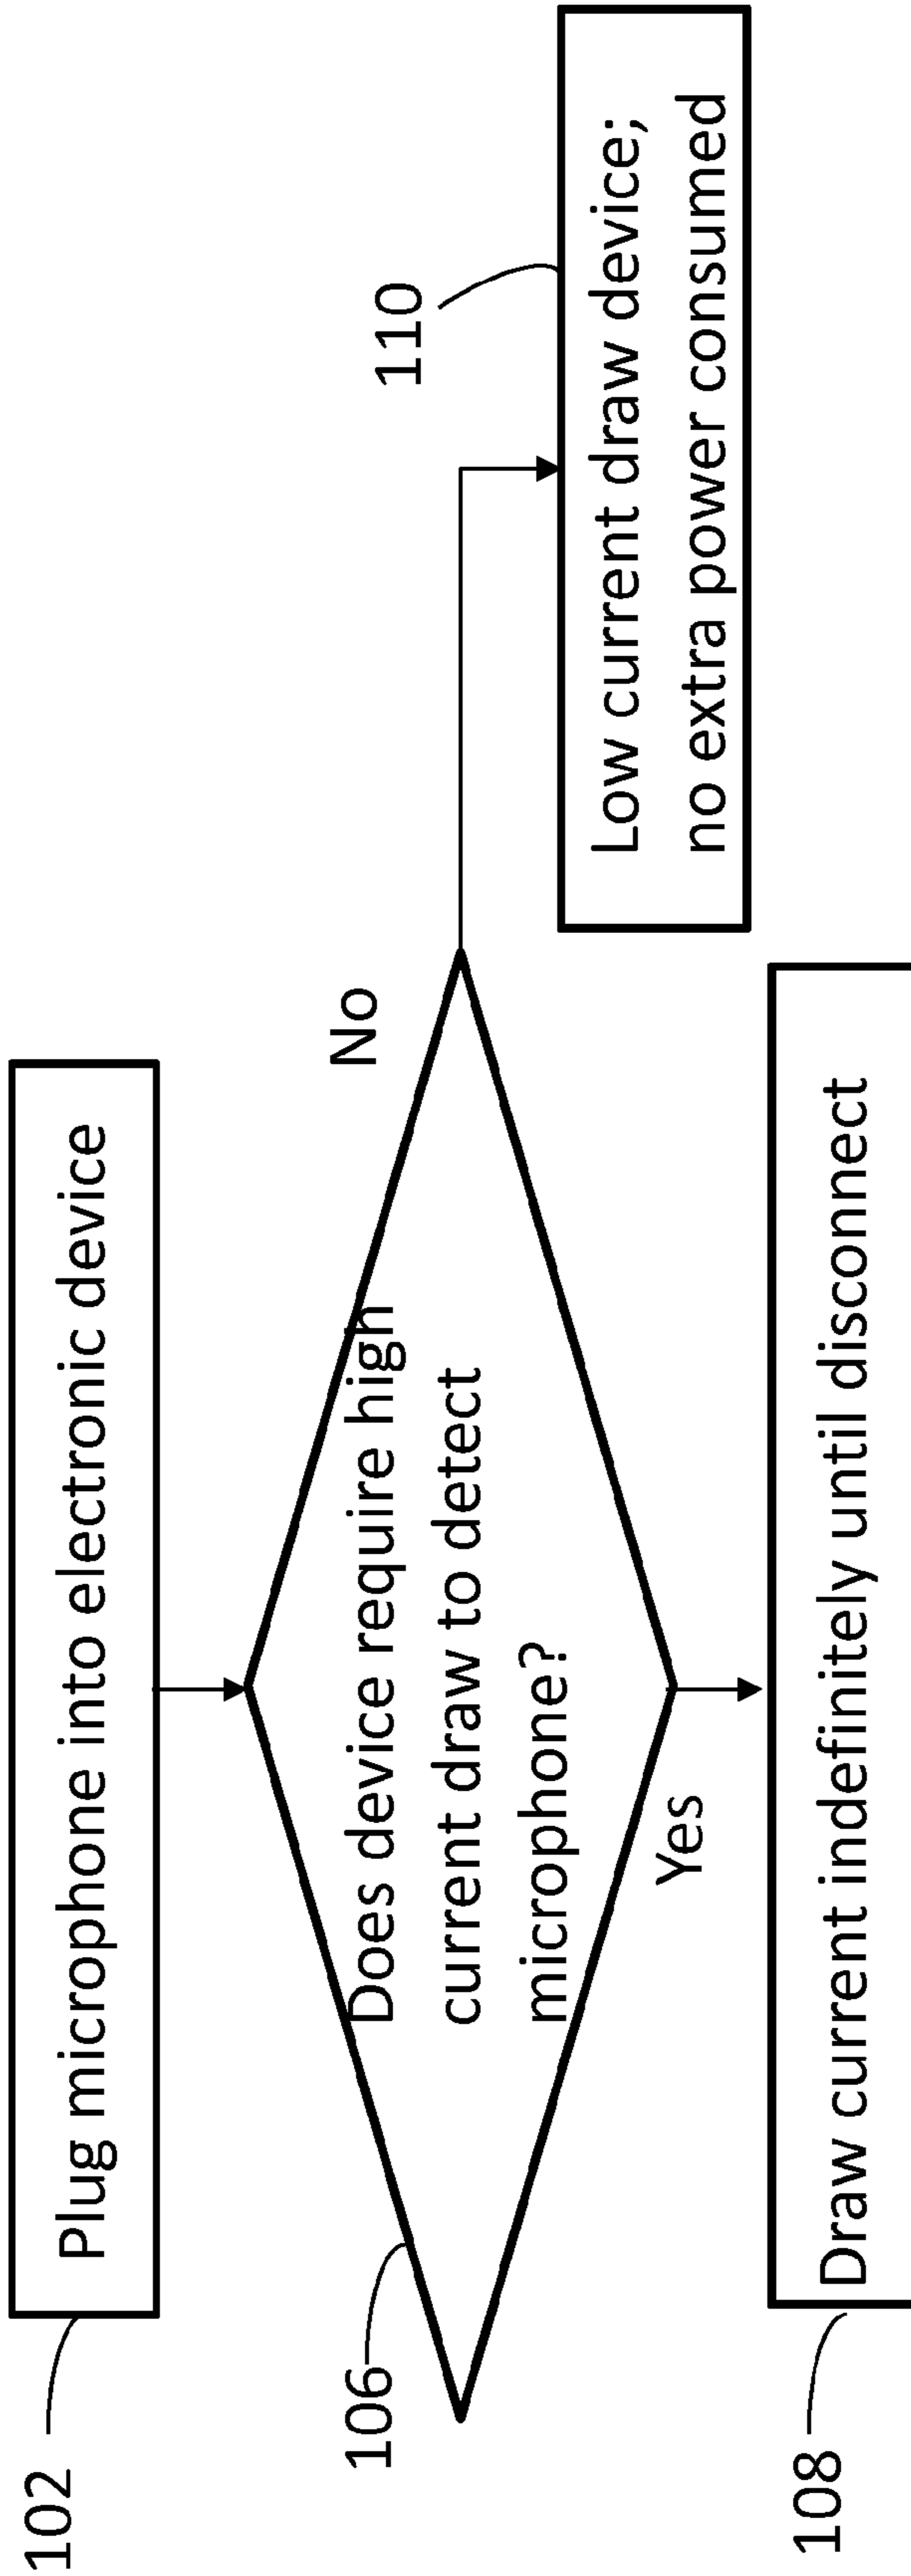 102
Plug microphone into electronic device
106
Does device require high
current draw to detect
microphone?
No
Yes
110
Low current draw device;
no extra power consumed
108
Draw current indefinitely until disconnect